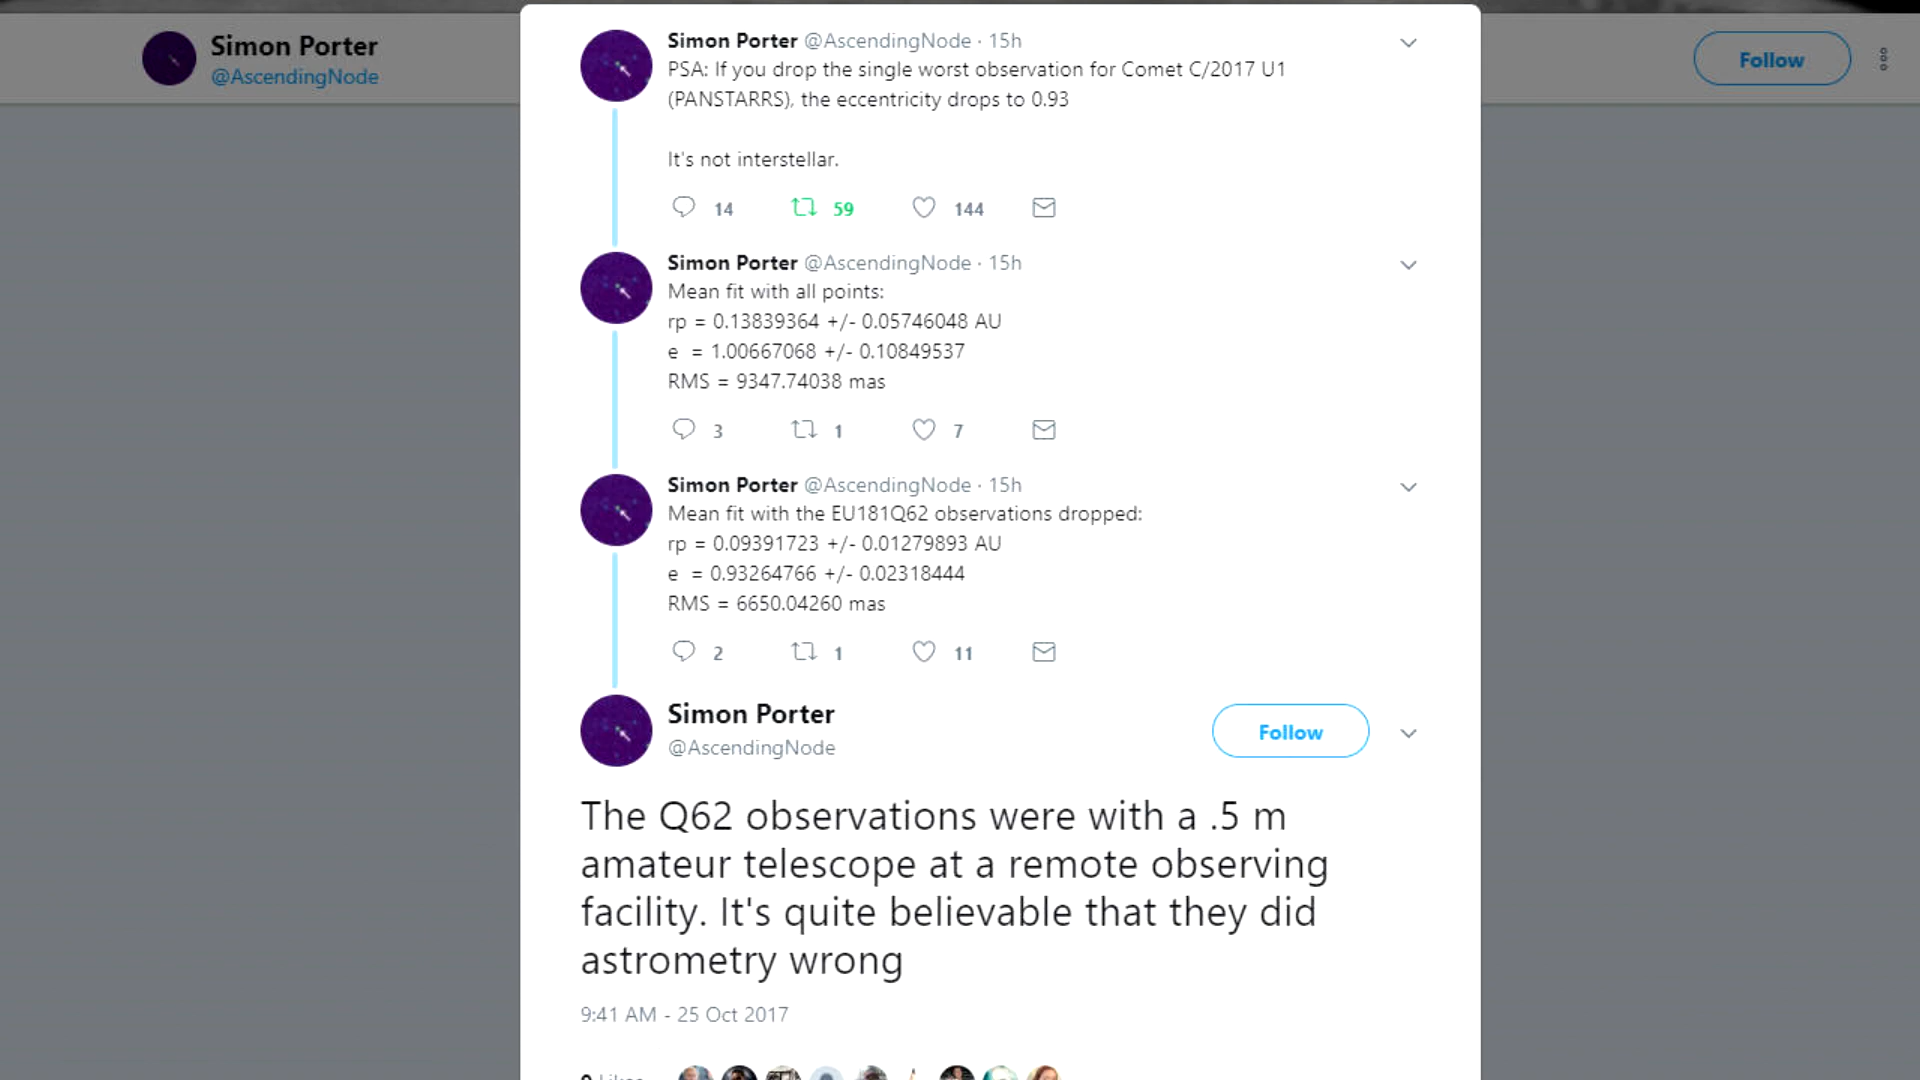 Simon Porter
@AscendingNode
Follow
Simon Porter @AscendingNode · 15h
PSA: If you drop the single worst observation for Comet C/2017 U1
(PANSTARRS), the eccentricity drops to 0.93
It's not interstellar.
14 59 144
Simon Porter @AscendingNode · 15h
Mean fit with all points:
rp = 0.13839364 +/- 0.05746048 AU
e = 1.00667068 +/- 0.10849537
RMS = 9347.74038 mas
3 1 7
Simon Porter @AscendingNode · 15h
Mean fit with the EU181Q62 observations dropped:
rp = 0.09391723 +/- 0.01279893 AU
e = 0.93264766 +/- 0.02318444
RMS = 6650.04260 mas
2 1 11
Simon Porter
@AscendingNode
Follow
The Q62 observations were with a .5 m
amateur telescope at a remote observing
facility. It's quite believable that they did
astrometry wrong
9:41 AM - 25 Oct 2017